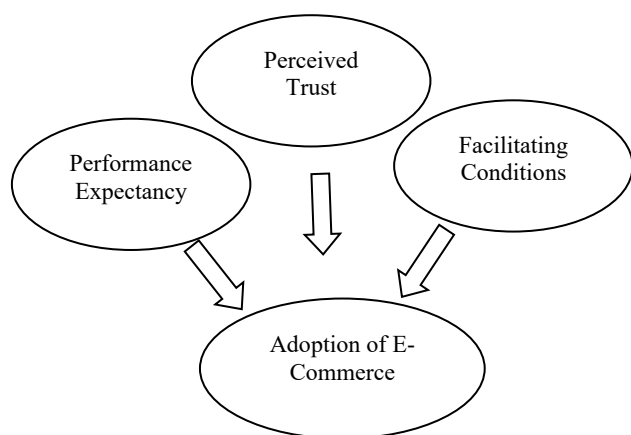 Perceived
Trust
Performance
Expectancy
Facilitating
Conditions
Adoption of E-
Commerce